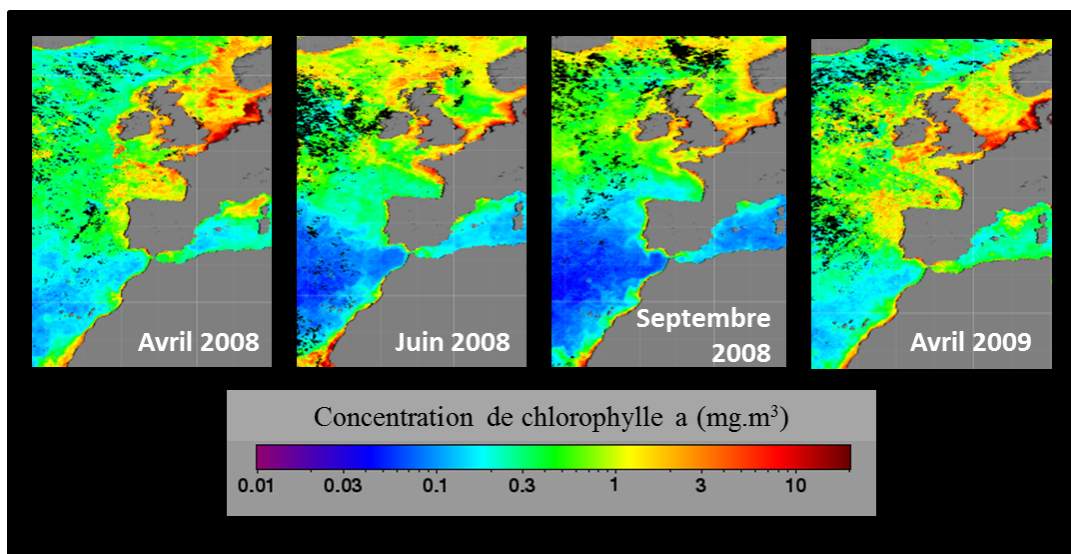 Avril 2008
Juin 2008
Septembre
2008
Avril 2009
Concentration de chlorophylle a (mg.m³)
0.01 0.03 0.1 0.3 1 3 10